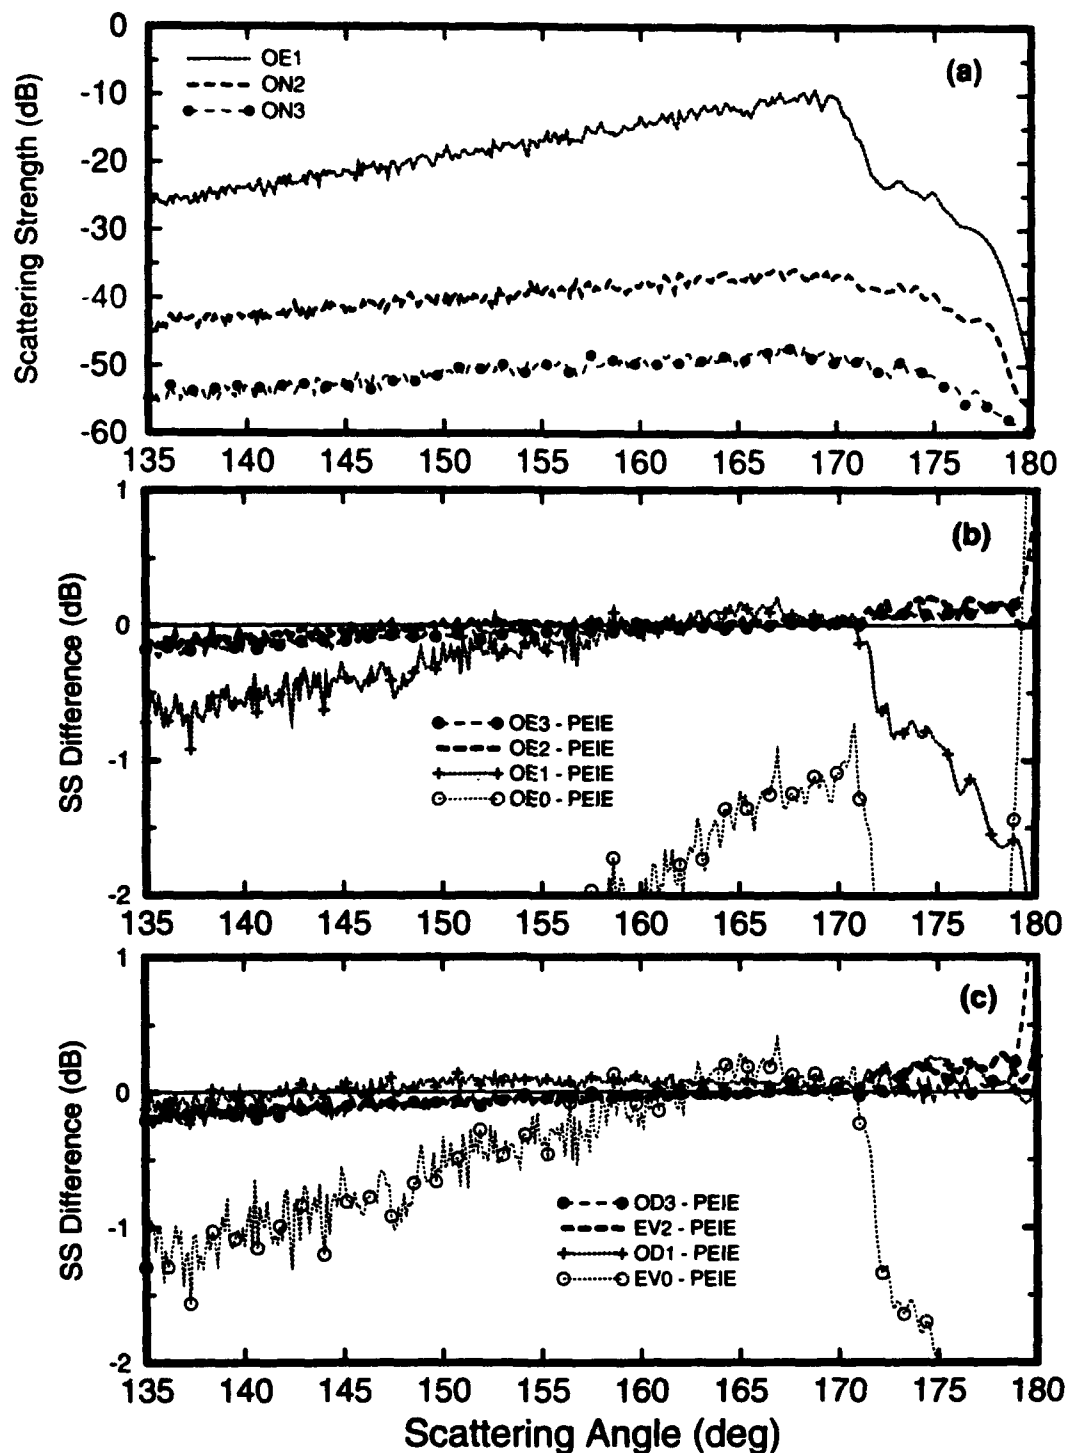 0
-10
-20
-30
-40
-50
-60
Scattering Strength (dB)
OE1
ON2
ON3
(a)
135 140 145 150 155 160 165 170 175 180
1
0
-1
-2
SS Difference (dB)
(b)
OE3 - PEIE
OE2 - PEIE
OE1 - PEIE
OE0 - PEIE
135 140 145 150 155 160 165 170 175 180
1
0
-1
-2
SS Difference (dB)
(c)
OD3 - PEIE
EV2 - PEIE
OD1 - PEIE
EV0 - PEIE
135 140 145 150 155 160 165 170 175 180
Scattering Angle (deg)